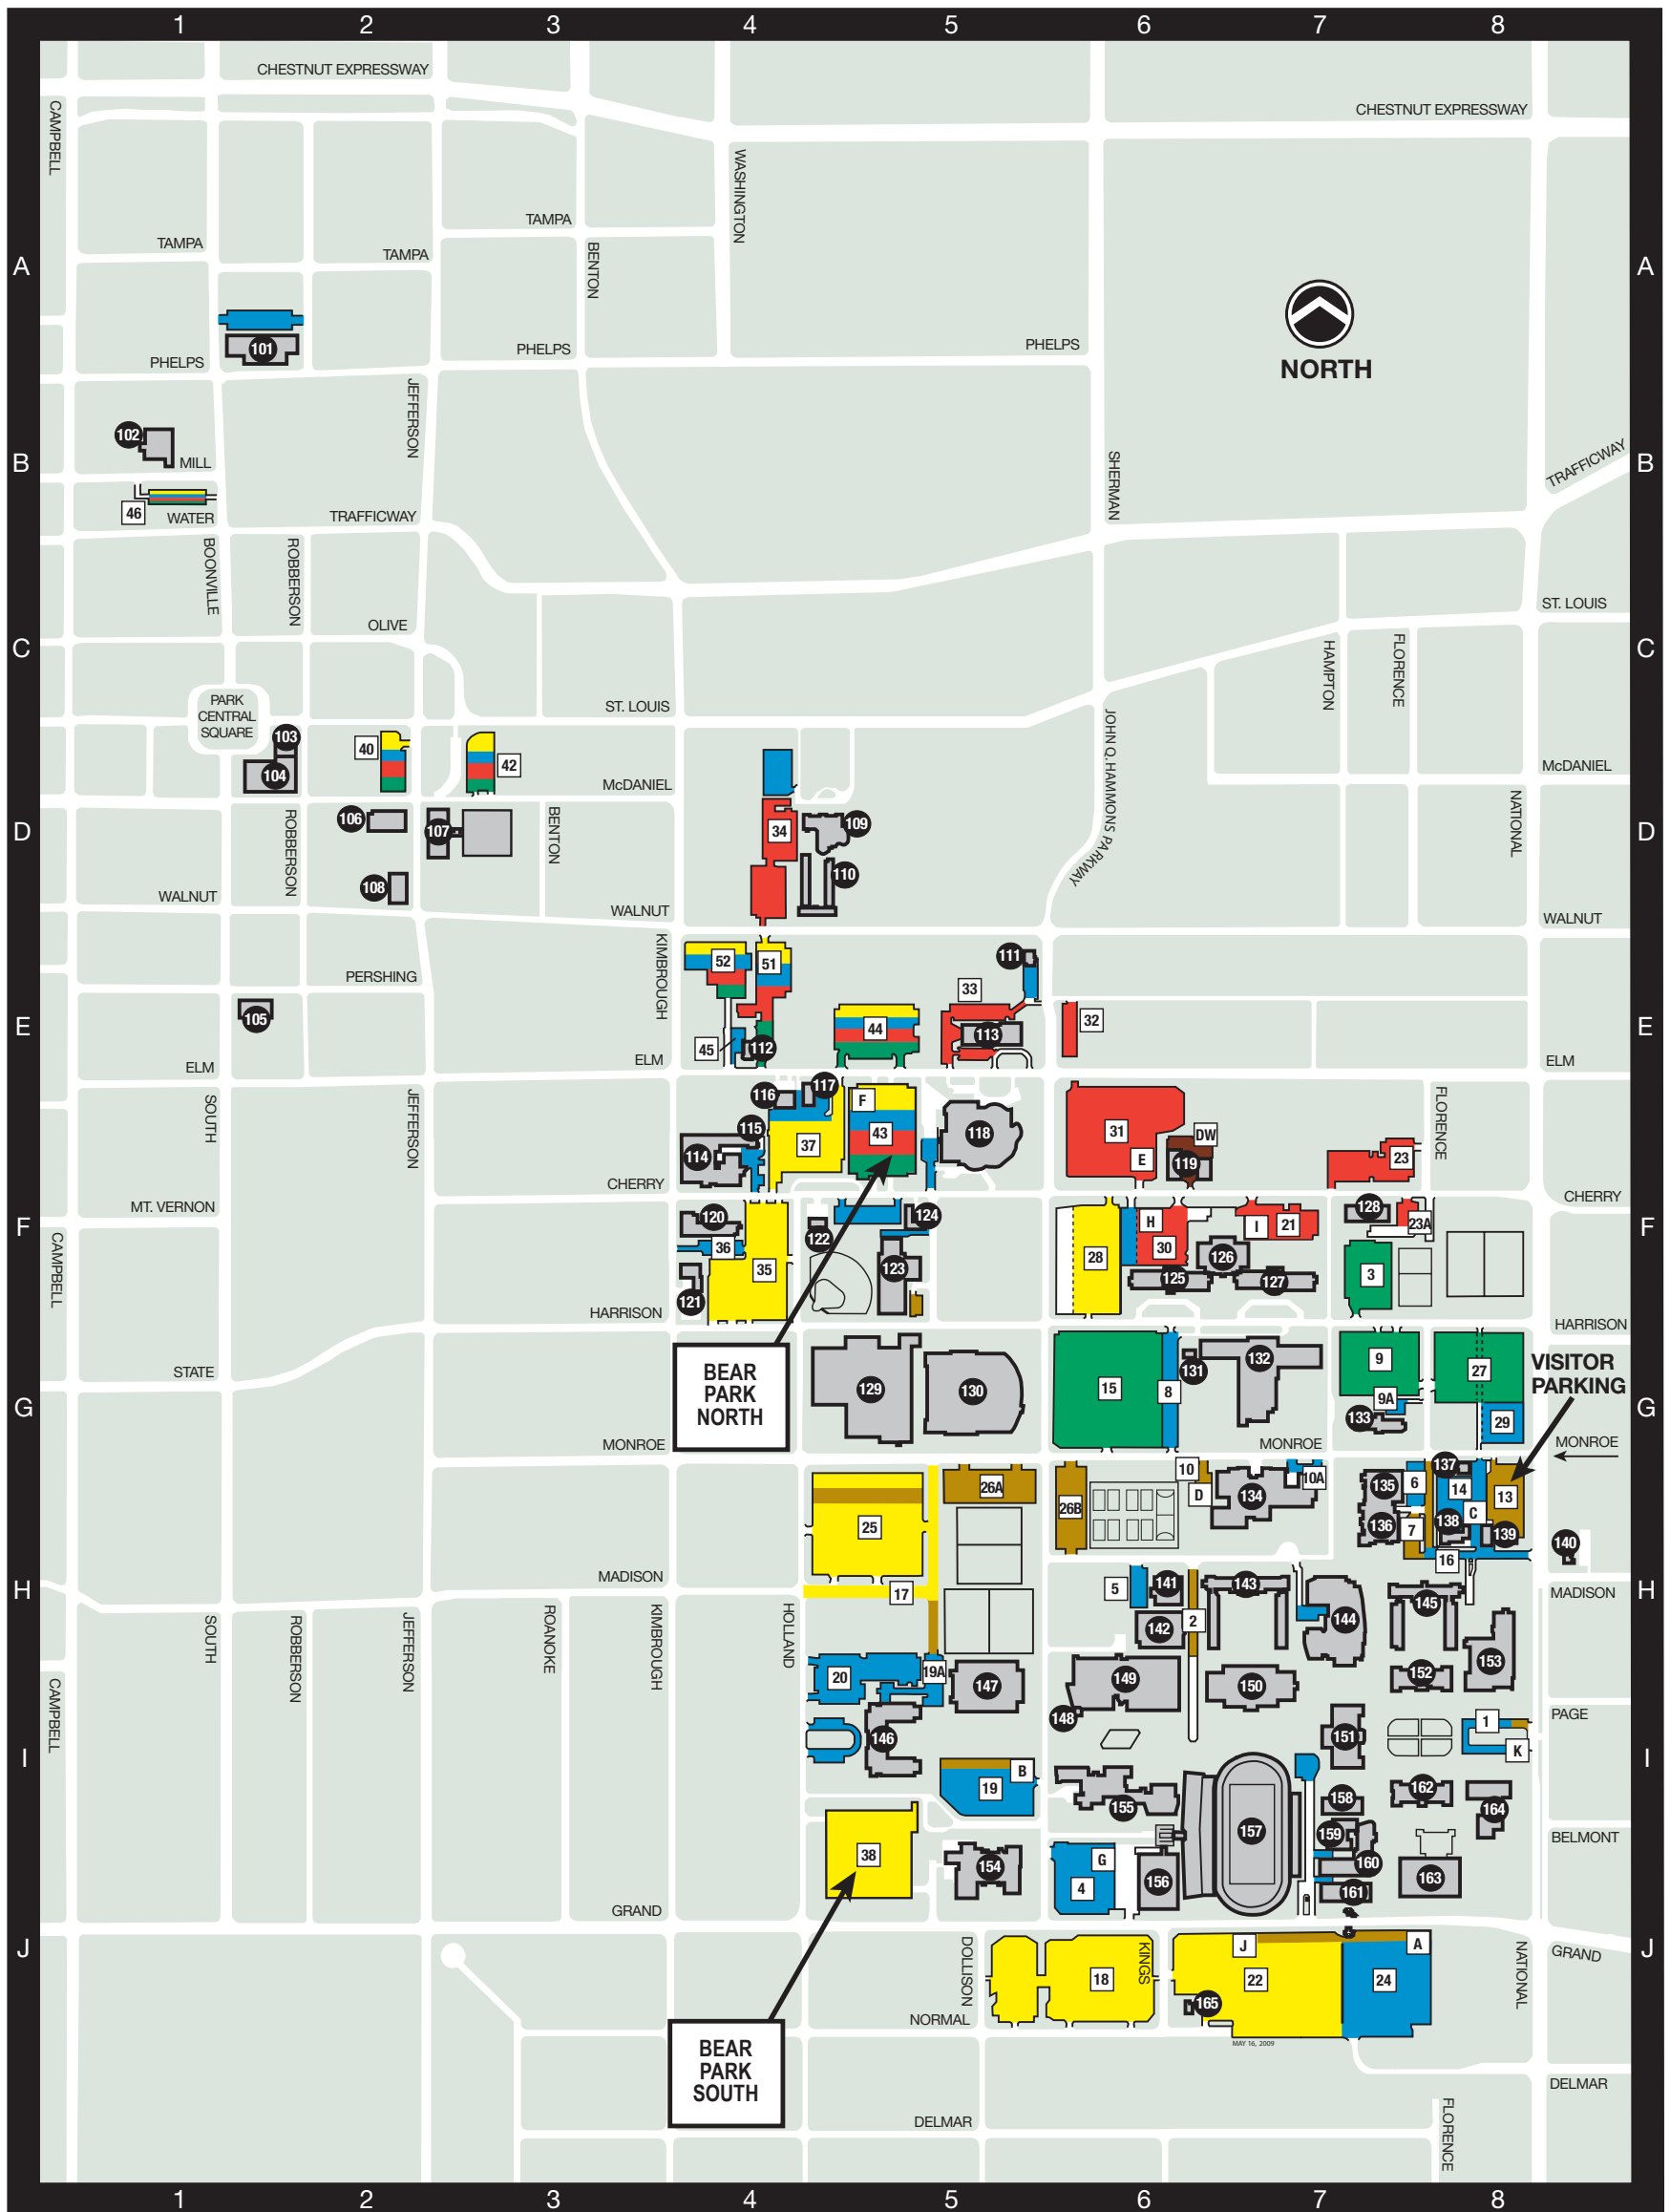 1 2 3 4 5 6 7 8
CHESTNUT EXPRESSWAY
CHESTNUT EXPRESSWAY
CAMPBELL
WASHINGTON
TAMPA
TAMPA
TAMPA
BENTON
A
A
NORTH
101
PHELPS
PHELPS
PHELPS
JEFFERSON
102
B
MILL
SHERMAN
TRAFFICWAY
B
46
WATER
TRAFFICWAY
BOONVILLE
ROBBERSON
ST. LOUIS
OLIVE
C
HAMPTON
FLORENCE
C
PARK
CENTRAL
SQUARE
ST. LOUIS
JOHN Q. HAMMONS PARKWAY
103
40
42
104
McDANIEL
McDANIEL
D
ROBBERSON
106
107
BENTON
34
109
NATIONAL
D
108
110
WALNUT
WALNUT
WALNUT
KIMBROUGH
52
51
111
PERSHING
33
E
105
44
113
32
E
45
112
ELM
ELM
ELM
SOUTH
JEFFERSON
116
117
F
FLORENCE
115
43
118
31
DW
114
37
E
119
23
CHERRY
CHERRY
MT. VERNON
F
CAMPBELL
120
36
124
122
H
30
I
21
128
23A
F
35
123
28
126
3
121
125
127
HARRISON
HARRISON
STATE
BEAR
PARK
NORTH
129
130
15
8
131
132
9
9A
27
VISITOR
PARKING
G
133
29
G
MONROE
MONROE
MONROE
26A
26B
10
D
134
10A
135
6
137
14
C
13
25
136
7
138
139
140
16
MADISON
MADISON
H
17
5
141
143
145
H
SOUTH
ROBBERSON
JEFFERSON
ROANOKE
KIMBROUGH
HOLLAND
142
2
144
153
CAMPBELL
20
19A
147
149
150
152
148
PAGE
146
151
1
K
I
B
19
I
155
157
158
162
164
159
BELMONT
38
154
G
4
156
160
163
161
GRAND
J
DOLLISON
KINGS
J
A
NATIONAL
GRAND
J
18
22
24
165
NORMAL
MAY 16, 2009
BEAR
PARK
SOUTH
DELMAR
DELMAR
FLORENCE
1 2 3 4 5 6 7 8